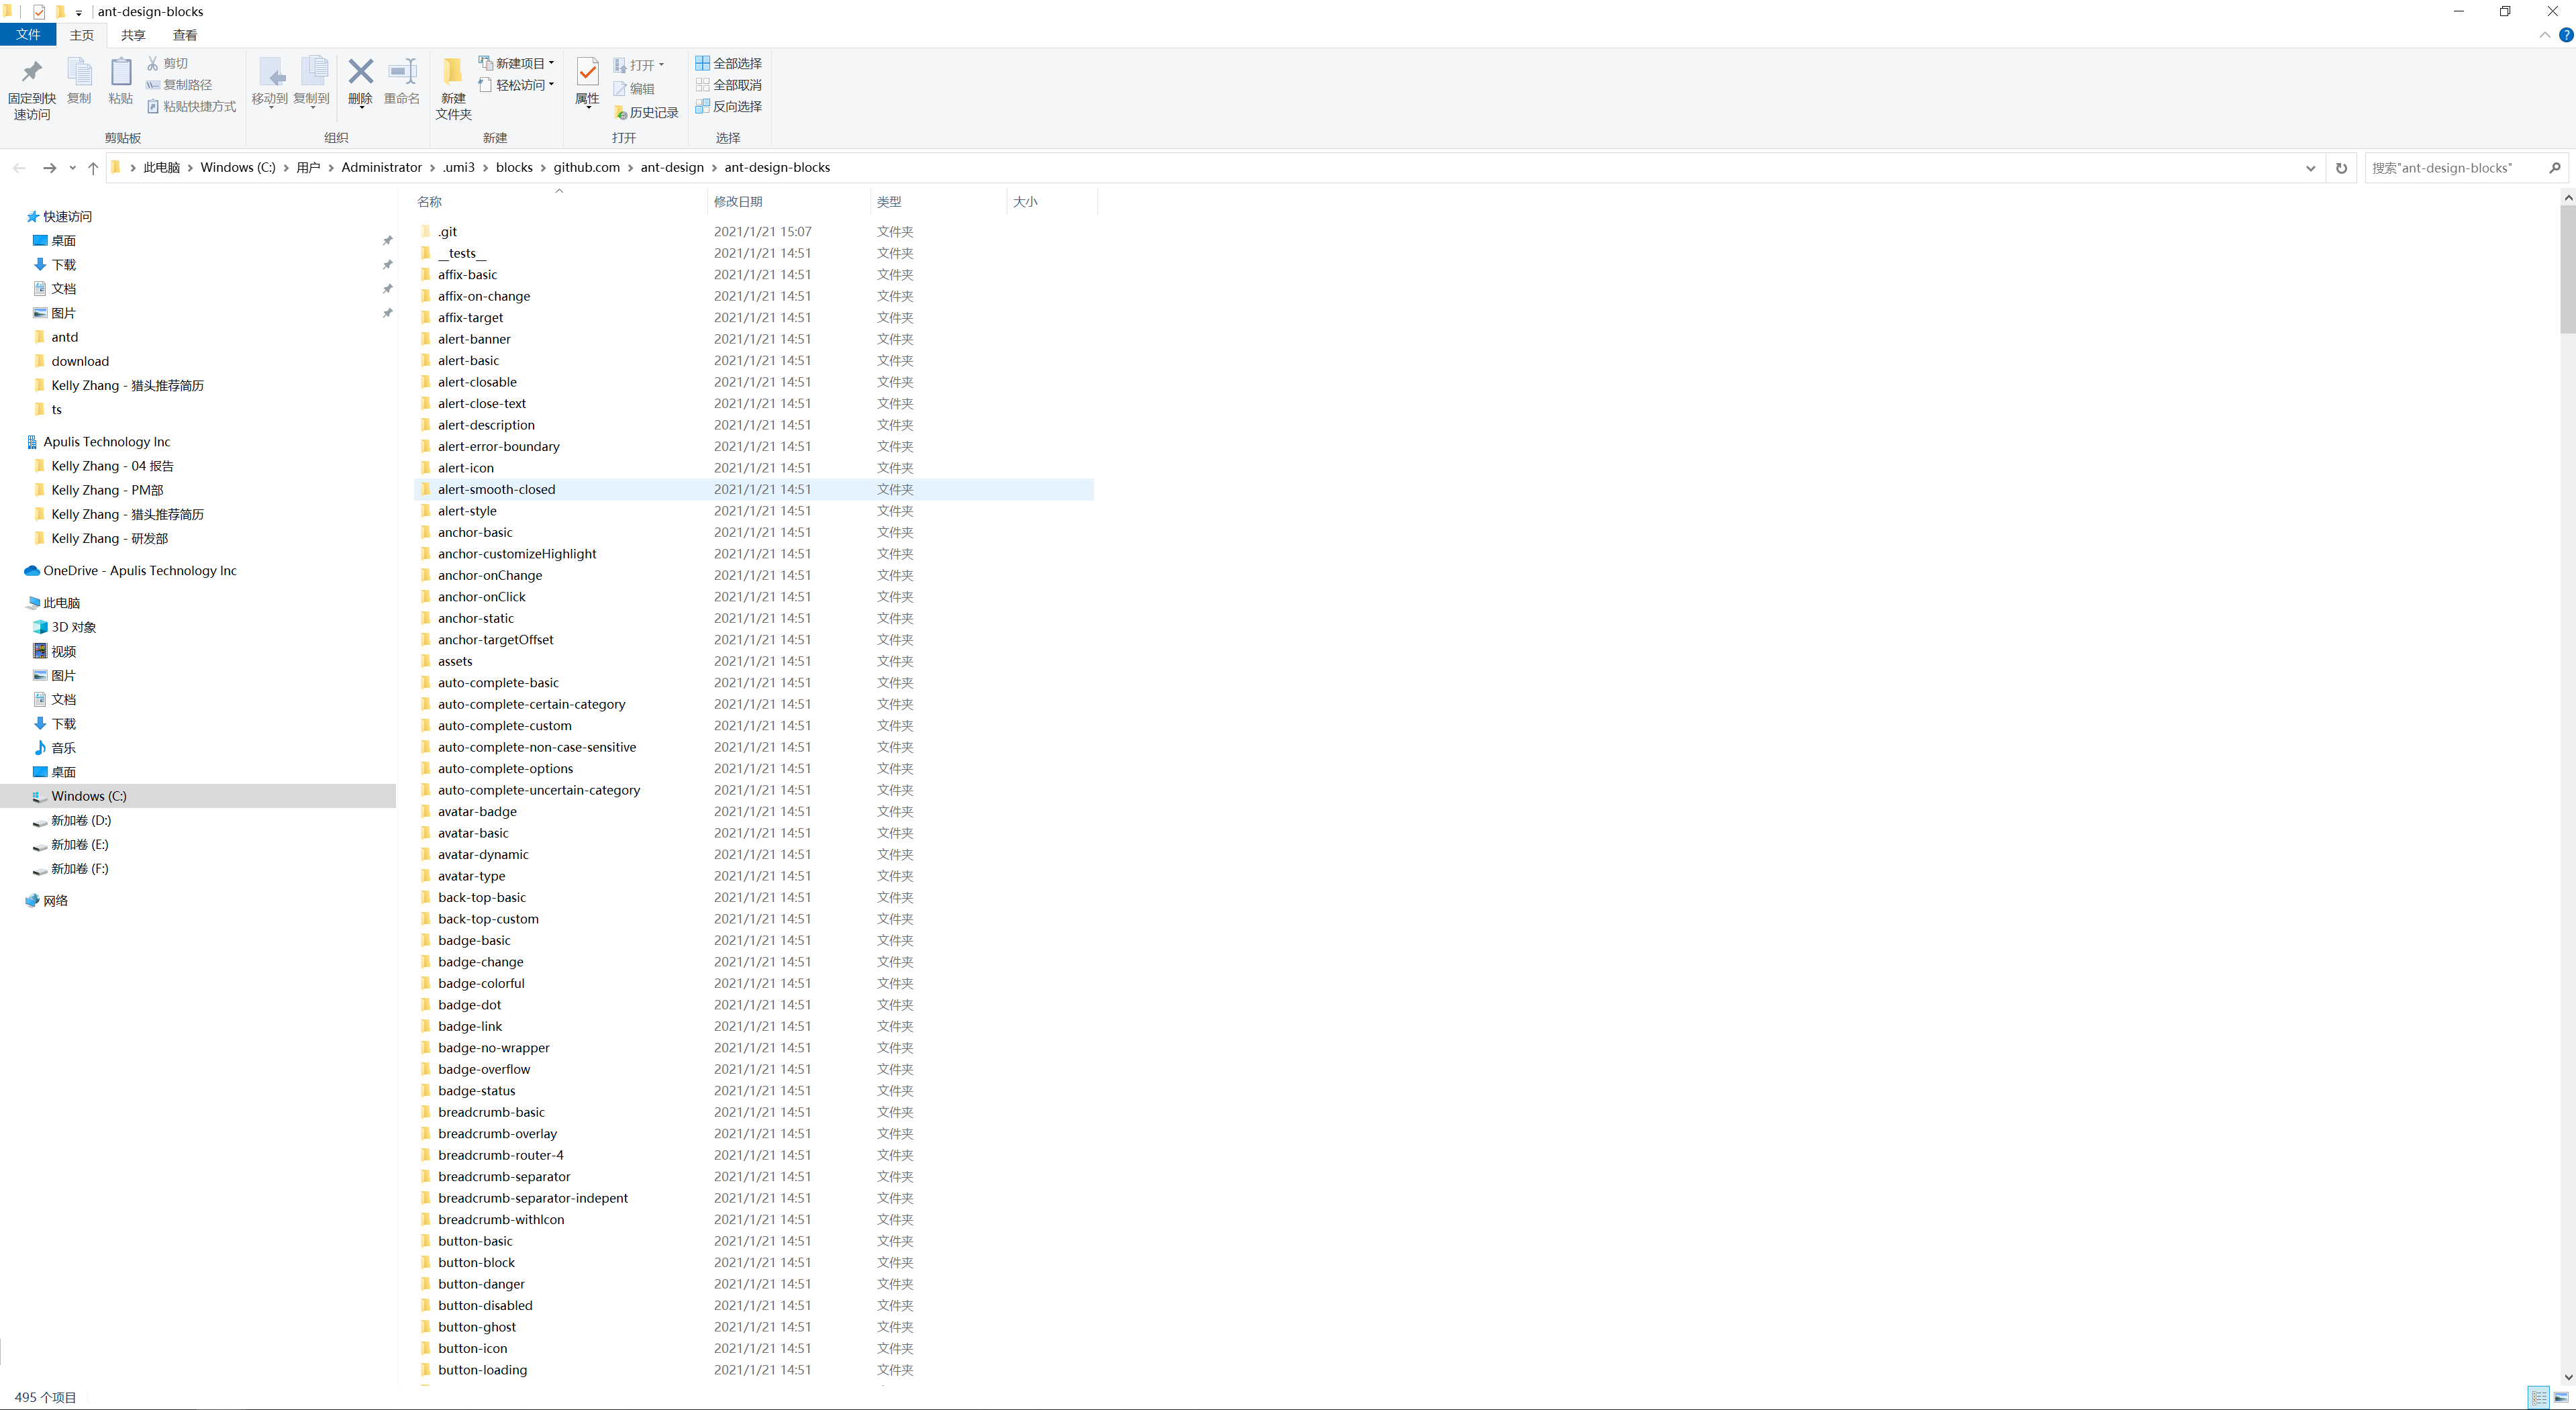 ant-design-blocks
文件 主页 共享 查看
固定到快速访问 复制 粘贴 剪切 复制路径 粘贴快捷方式
剪贴板
移动到 复制到 删除 重命名
组织
新建文件夹 新建项目 轻松访问
新建
属性 打开 编辑 历史记录
打开
全部选择 全部取消 反向选择
选择
此电脑 Windows (C:) 用户 Administrator .umi3 blocks github.com ant-design ant-design-blocks
搜索"ant-design-blocks"
快速访问
桌面
下载
文档
图片
antd
download
Kelly Zhang - 猎头推荐简历
ts
Apulis Technology Inc
Kelly Zhang - 04 报告
Kelly Zhang - PM部
Kelly Zhang - 猎头推荐简历
Kelly Zhang - 研发部
OneDrive - Apulis Technology Inc
此电脑
3D 对象
视频
图片
文档
下载
音乐
桌面
Windows (C:)
新加卷 (D:)
新加卷 (E:)
新加卷 (F:)
网络
名称 修改日期 类型 大小
.git 2021/1/21 15:07 文件夹
__tests__ 2021/1/21 14:51 文件夹
affix-basic 2021/1/21 14:51 文件夹
affix-on-change 2021/1/21 14:51 文件夹
affix-target 2021/1/21 14:51 文件夹
alert-banner 2021/1/21 14:51 文件夹
alert-basic 2021/1/21 14:51 文件夹
alert-closable 2021/1/21 14:51 文件夹
alert-close-text 2021/1/21 14:51 文件夹
alert-description 2021/1/21 14:51 文件夹
alert-error-boundary 2021/1/21 14:51 文件夹
alert-icon 2021/1/21 14:51 文件夹
alert-smooth-closed 2021/1/21 14:51 文件夹
alert-style 2021/1/21 14:51 文件夹
anchor-basic 2021/1/21 14:51 文件夹
anchor-customizeHighlight 2021/1/21 14:51 文件夹
anchor-onChange 2021/1/21 14:51 文件夹
anchor-onClick 2021/1/21 14:51 文件夹
anchor-static 2021/1/21 14:51 文件夹
anchor-targetOffset 2021/1/21 14:51 文件夹
assets 2021/1/21 14:51 文件夹
auto-complete-basic 2021/1/21 14:51 文件夹
auto-complete-certain-category 2021/1/21 14:51 文件夹
auto-complete-custom 2021/1/21 14:51 文件夹
auto-complete-non-case-sensitive 2021/1/21 14:51 文件夹
auto-complete-options 2021/1/21 14:51 文件夹
auto-complete-uncertain-category 2021/1/21 14:51 文件夹
avatar-badge 2021/1/21 14:51 文件夹
avatar-basic 2021/1/21 14:51 文件夹
avatar-dynamic 2021/1/21 14:51 文件夹
avatar-type 2021/1/21 14:51 文件夹
back-top-basic 2021/1/21 14:51 文件夹
back-top-custom 2021/1/21 14:51 文件夹
badge-basic 2021/1/21 14:51 文件夹
badge-change 2021/1/21 14:51 文件夹
badge-colorful 2021/1/21 14:51 文件夹
badge-dot 2021/1/21 14:51 文件夹
badge-link 2021/1/21 14:51 文件夹
badge-no-wrapper 2021/1/21 14:51 文件夹
badge-overflow 2021/1/21 14:51 文件夹
badge-status 2021/1/21 14:51 文件夹
breadcrumb-basic 2021/1/21 14:51 文件夹
breadcrumb-overlay 2021/1/21 14:51 文件夹
breadcrumb-router-4 2021/1/21 14:51 文件夹
breadcrumb-separator 2021/1/21 14:51 文件夹
breadcrumb-separator-indepent 2021/1/21 14:51 文件夹
breadcrumb-withIcon 2021/1/21 14:51 文件夹
button-basic 2021/1/21 14:51 文件夹
button-block 2021/1/21 14:51 文件夹
button-danger 2021/1/21 14:51 文件夹
button-disabled 2021/1/21 14:51 文件夹
button-ghost 2021/1/21 14:51 文件夹
button-icon 2021/1/21 14:51 文件夹
button-loading 2021/1/21 14:51 文件夹
495 个项目